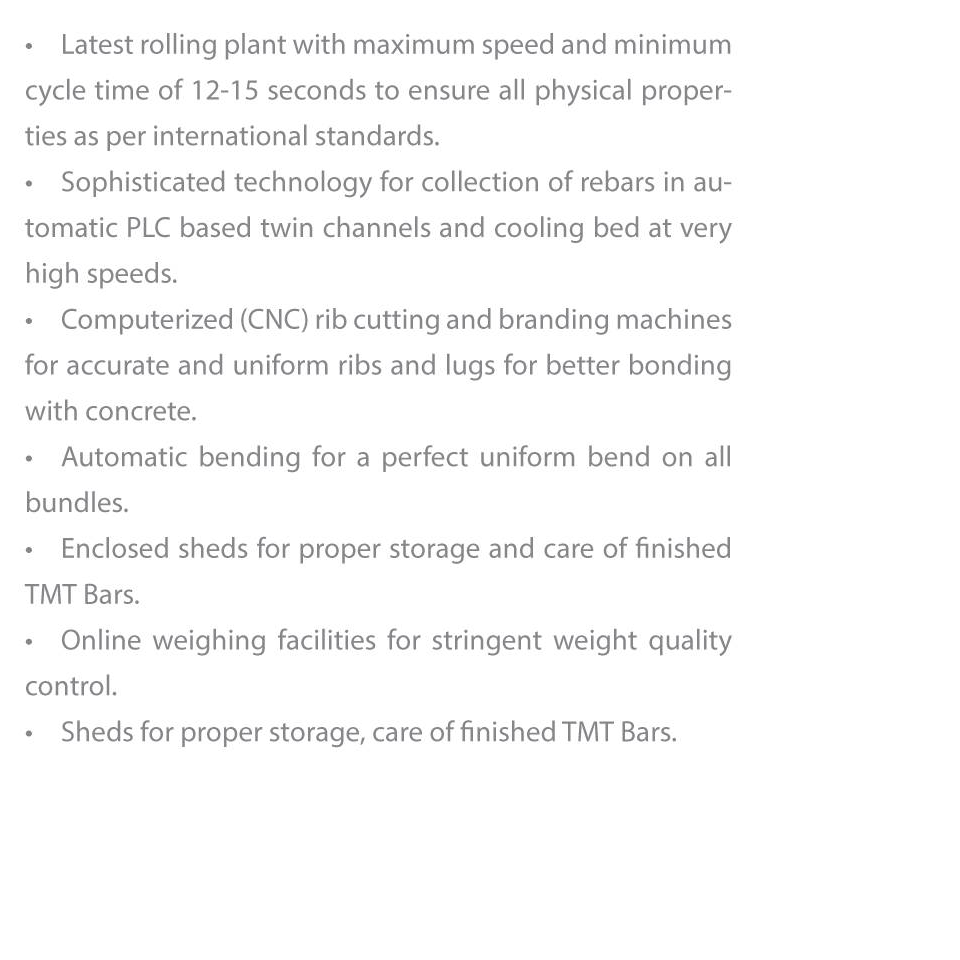 • Latest rolling plant with maximum speed and minimum
cycle time of 12-15 seconds to ensure all physical proper-
ties as per international standards.
• Sophisticated technology for collection of rebars in au-
tomatic PLC based twin channels and cooling bed at very
high speeds.
• Computerized (CNC) rib cutting and branding machines
for accurate and uniform ribs and lugs for better bonding
with concrete.
• Automatic bending for a perfect uniform bend on all
bundles.
• Enclosed sheds for proper storage and care of finished
TMT Bars.
• Online weighing facilities for stringent weight quality
control.
• Sheds for proper storage, care of finished TMT Bars.